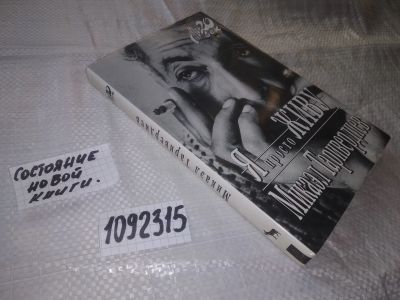 СОСТОЯНИЕ
НОВОЙ
КНИГИ.
1092315
Я просто ЖИВУ
Микаэл Таривердиев
Микаэл Таривердиев